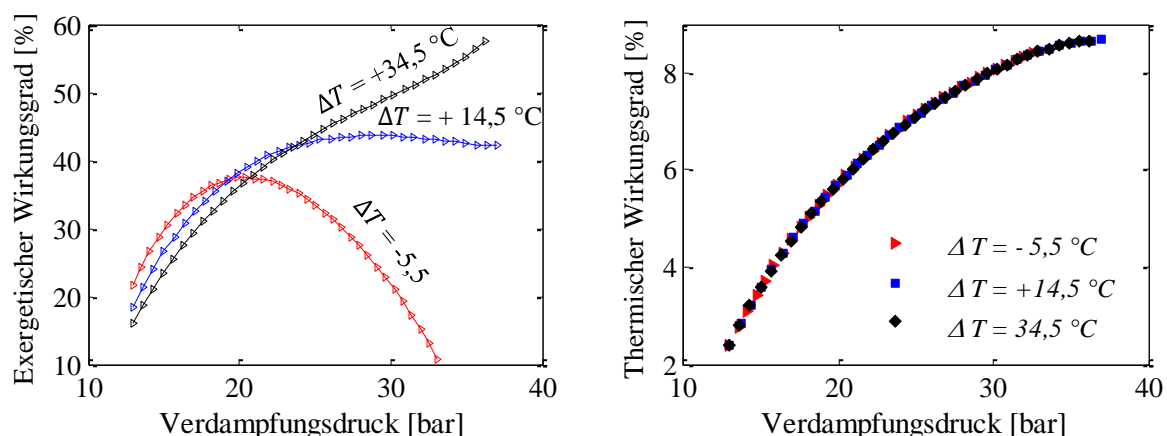 Exergetischer Wirkungsgrad [%]
60
50
40
30
20
10
10
20
30
40
Verdampfungsdruck [bar]
ΔT = +34,5 °C
ΔT = + 14,5 °C
ΔT = -5,5
Thermischer Wirkungsgrad [%]
8
6
4
2
10
20
30
40
Verdampfungsdruck [bar]
Δ T = - 5,5 °C
Δ T = +14,5 °C
Δ T = 34,5 °C